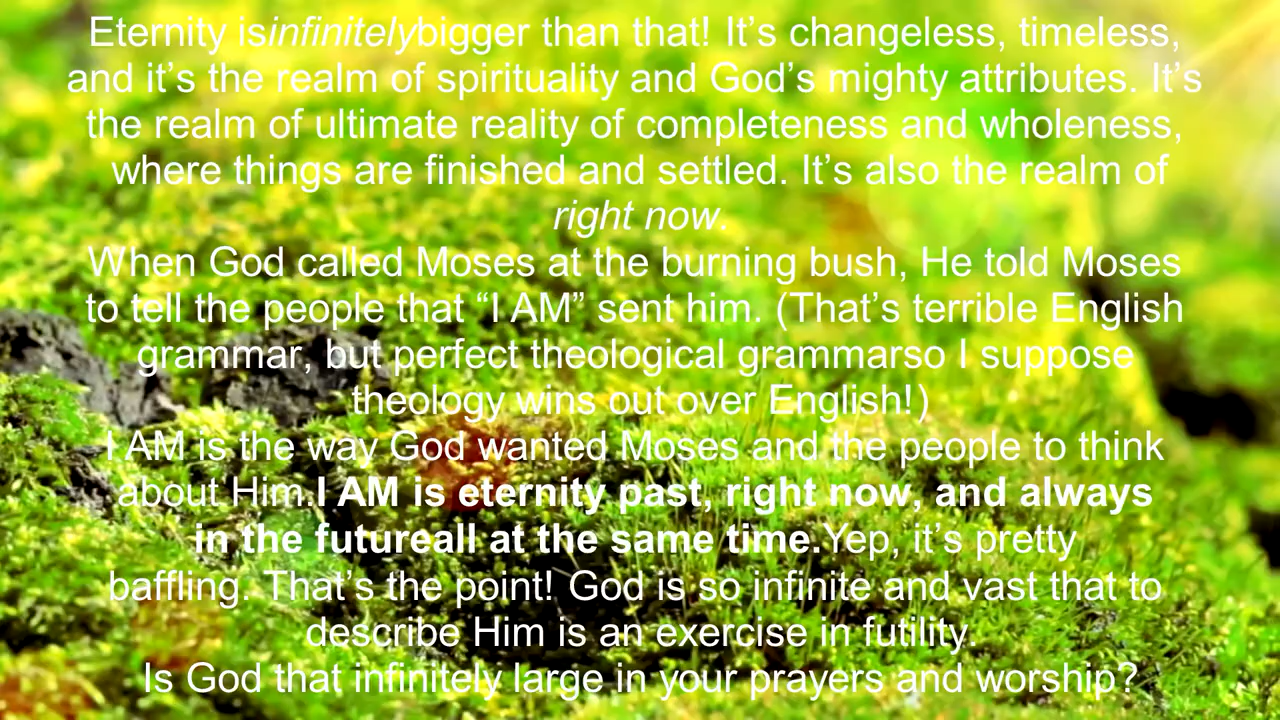 Eternity isinfinitelybigger than that! It’s changeless, timeless,
and it’s the realm of spirituality and God’s mighty attributes. It’s
the realm of ultimate reality of completeness and wholeness,
where things are finished and settled. It’s also the realm of
right now.
When God called Moses at the burning bush, He told Moses
to tell the people that “I AM” sent him. (That’s terrible English
grammar, but perfect theological grammarso I suppose
theology wins out over English!)
I AM is the way God wanted Moses and the people to think
about Him.I AM is eternity past, right now, and always
in the futureall at the same time.Yep, it’s pretty
baffling. That’s the point! God is so infinite and vast that to
describe Him is an exercise in futility.
Is God that infinitely large in your prayers and worship?